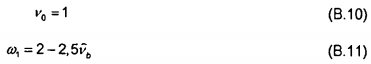 ν₀ = 1 (B.10)
ω₁ = 2 – 2,5ν̂_b (B.11)